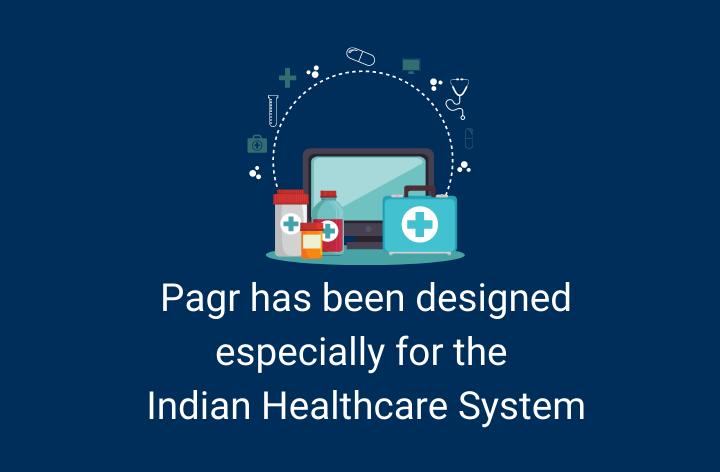 Pagr has been designed
especially for the
Indian Healthcare System